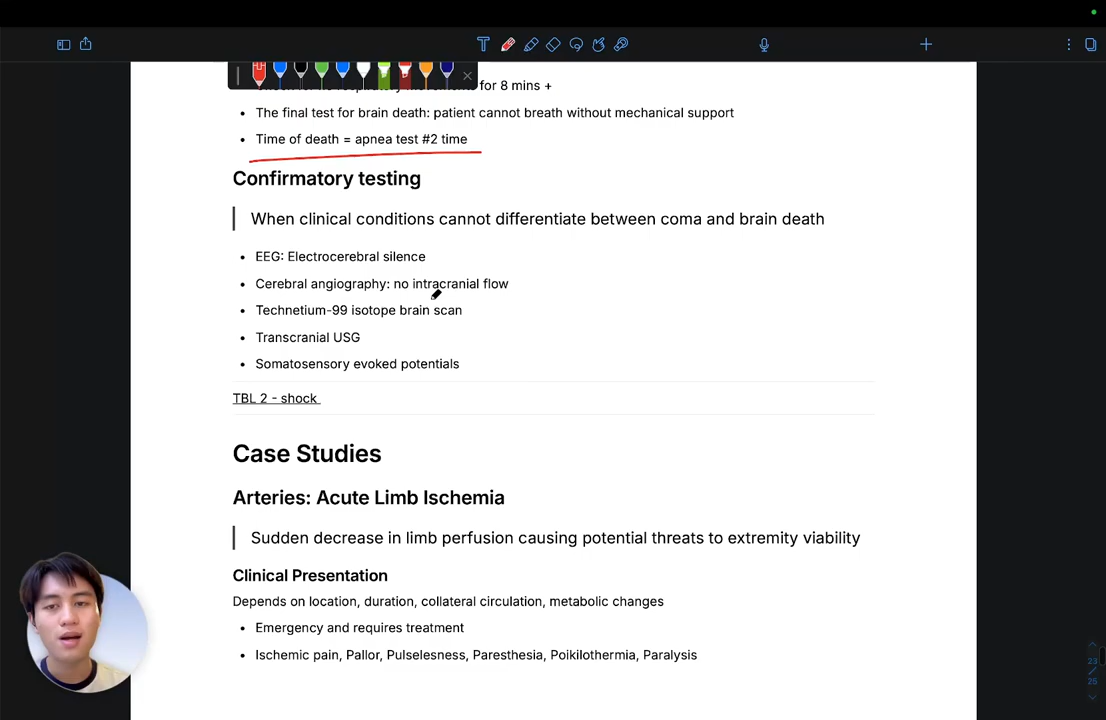 for 8 mins +
The final test for brain death: patient cannot breath without mechanical support
Time of death = apnea test #2 time
Confirmatory testing
When clinical conditions cannot differentiate between coma and brain death
EEG: Electrocerebral silence
Cerebral angiography: no intracranial flow
Technetium-99 isotope brain scan
Transcranial USG
Somatosensory evoked potentials
TBL 2 - shock
Case Studies
Arteries: Acute Limb Ischemia
Sudden decrease in limb perfusion causing potential threats to extremity viability
Clinical Presentation
Depends on location, duration, collateral circulation, metabolic changes
Emergency and requires treatment
Ischemic pain, Pallor, Pulselesness, Paresthesia, Poikilothermia, Paralysis
23
25